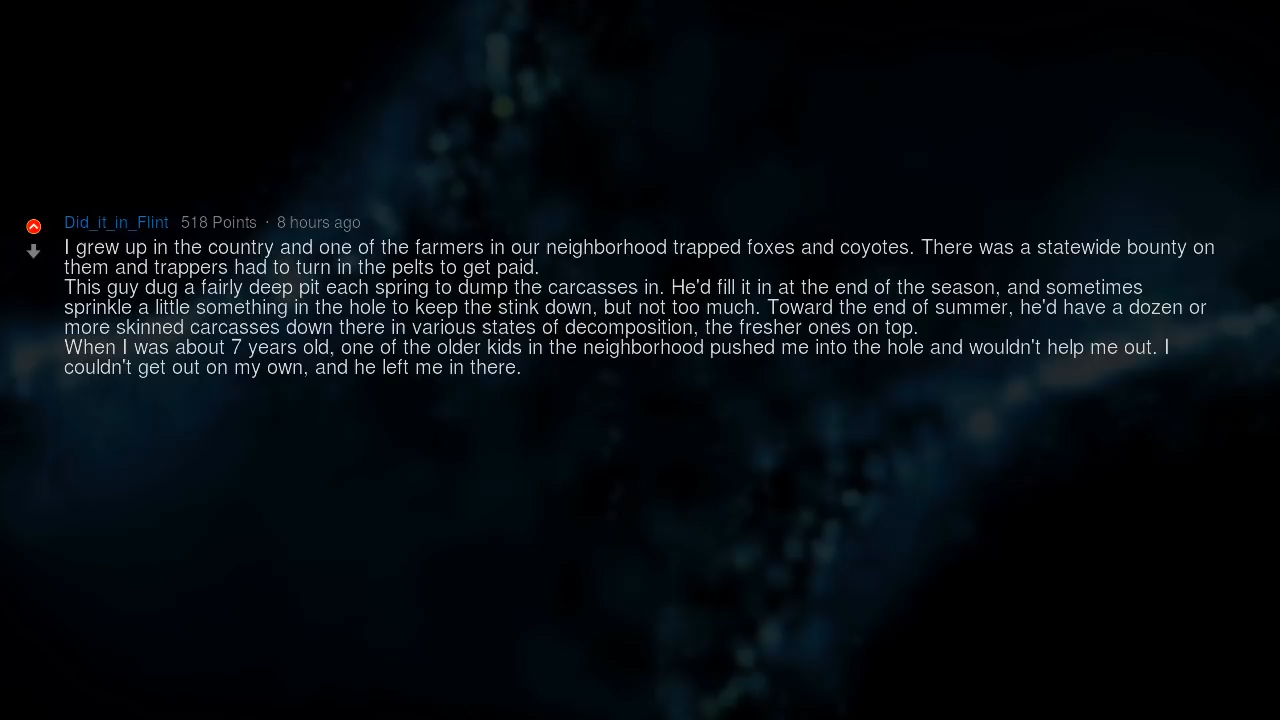 Did_it_in_Flint 518 Points · 8 hours ago
I grew up in the country and one of the farmers in our neighborhood trapped foxes and coyotes. There was a statewide bounty on
them and trappers had to turn in the pelts to get paid.
This guy dug a fairly deep pit each spring to dump the carcasses in. He'd fill it in at the end of the season, and sometimes
sprinkle a little something in the hole to keep the stink down, but not too much. Toward the end of summer, he'd have a dozen or
more skinned carcasses down there in various states of decomposition, the fresher ones on top.
When I was about 7 years old, one of the older kids in the neighborhood pushed me into the hole and wouldn't help me out. I
couldn't get out on my own, and he left me in there.